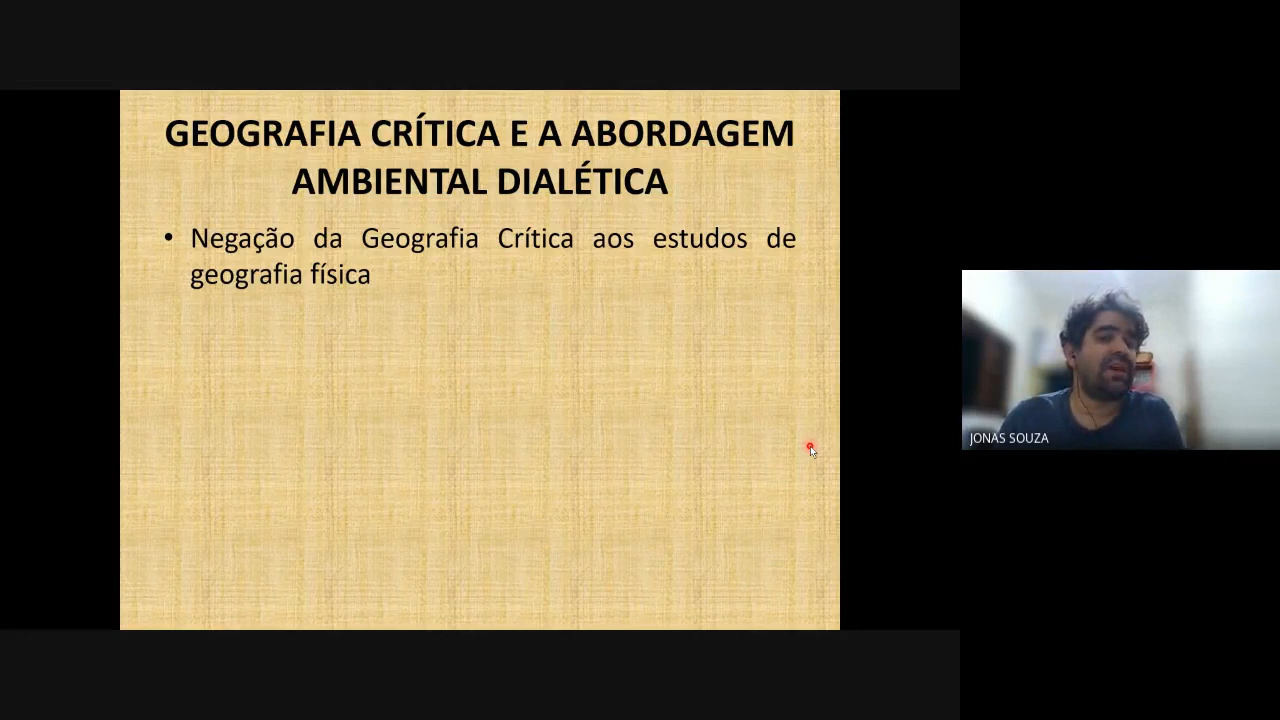 GEOGRAFIA CRÍTICA E A ABORDAGEM
AMBIENTAL DIALÉTICA
• Negação da Geografia Crítica aos estudos de
geografia física
JONAS SOUZA